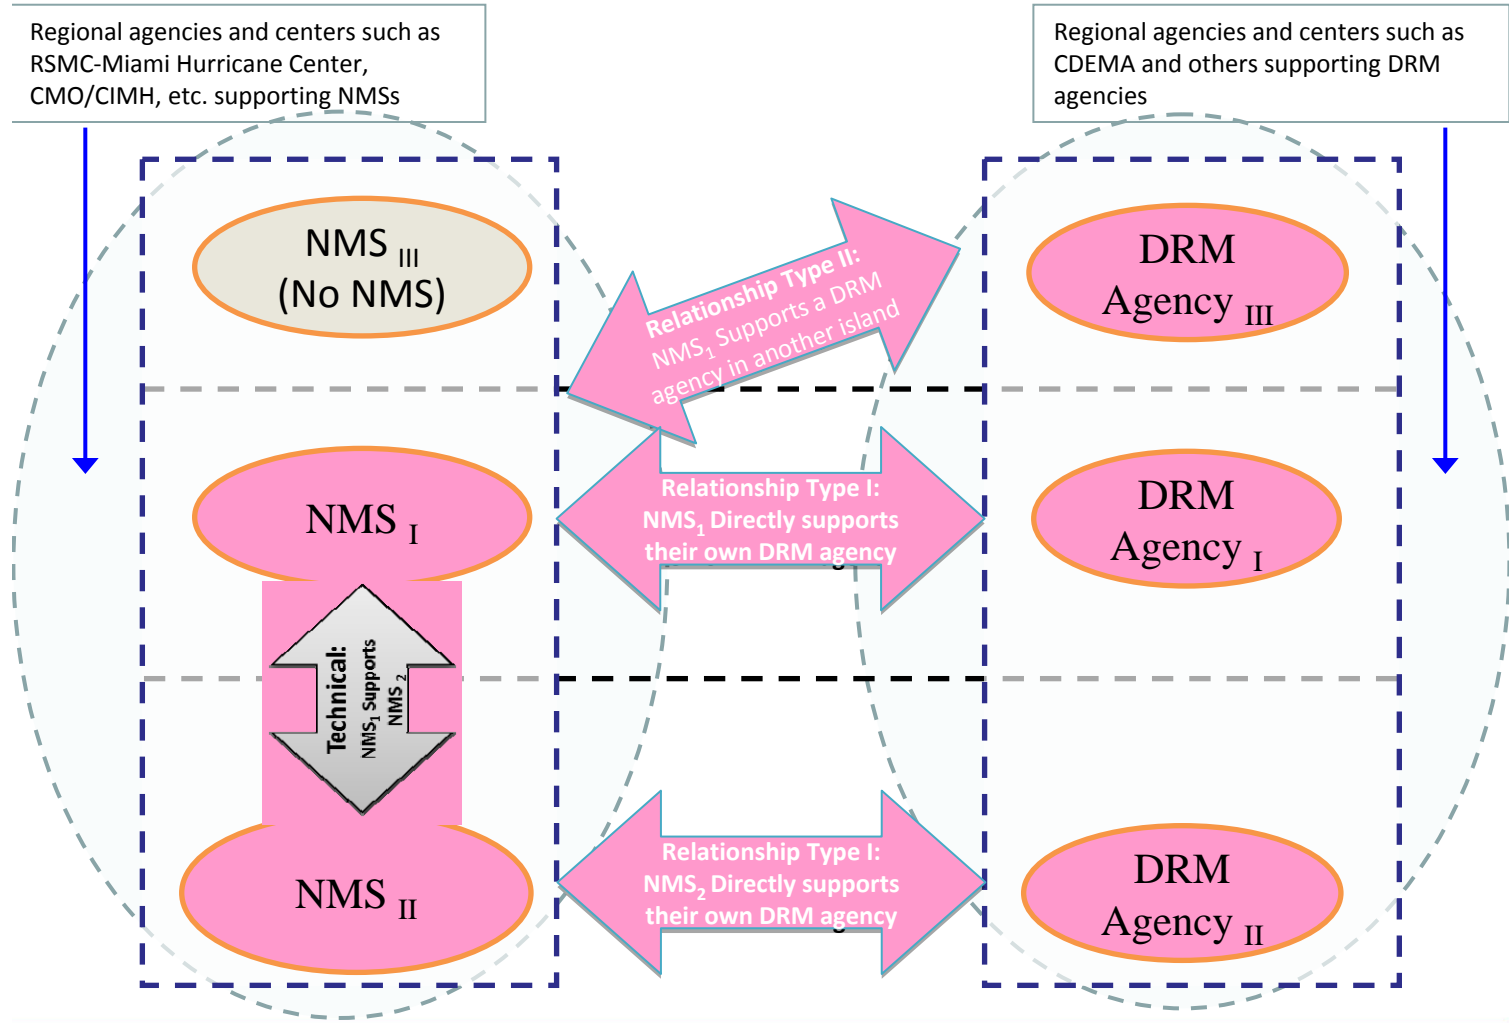 Regional agencies and centers such as
RSMC-Miami Hurricane Center,
CMO/CIMH, etc. supporting NMSs
Regional agencies and centers such as
CDEMA and others supporting DRM
agencies
NMS III
(No NMS)
Relationship Type II:
NMS1 Supports a DRM
agency in another island
DRM
Agency III
NMS I
Relationship Type I:
NMS1 Directly supports
their own DRM agency
DRM
Agency I
Technical:
NMS1 Supports
NMS 2
NMS II
Relationship Type I:
NMS2 Directly supports
their own DRM agency
DRM
Agency II